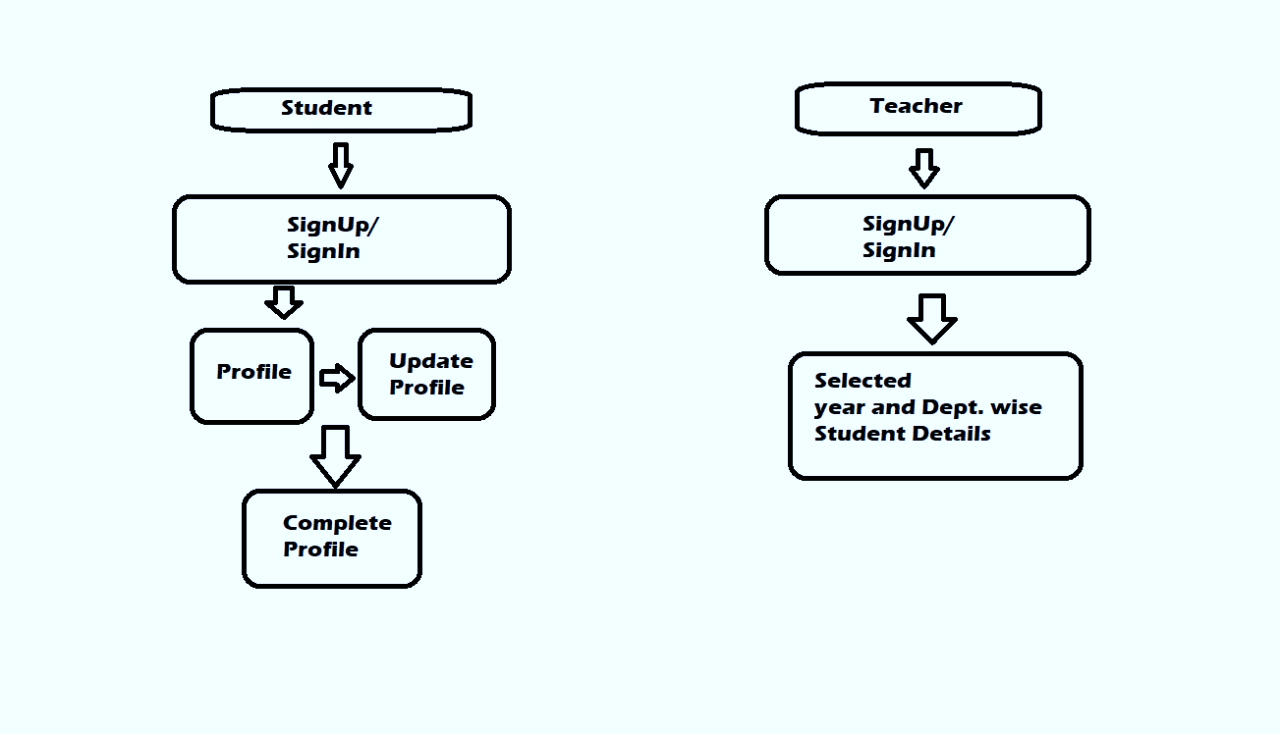 Student
SignUp/
SignIn
Profile
Update
Profile
Complete
Profile
Teacher
SignUp/
SignIn
Selected
year and Dept. wise
Student Details